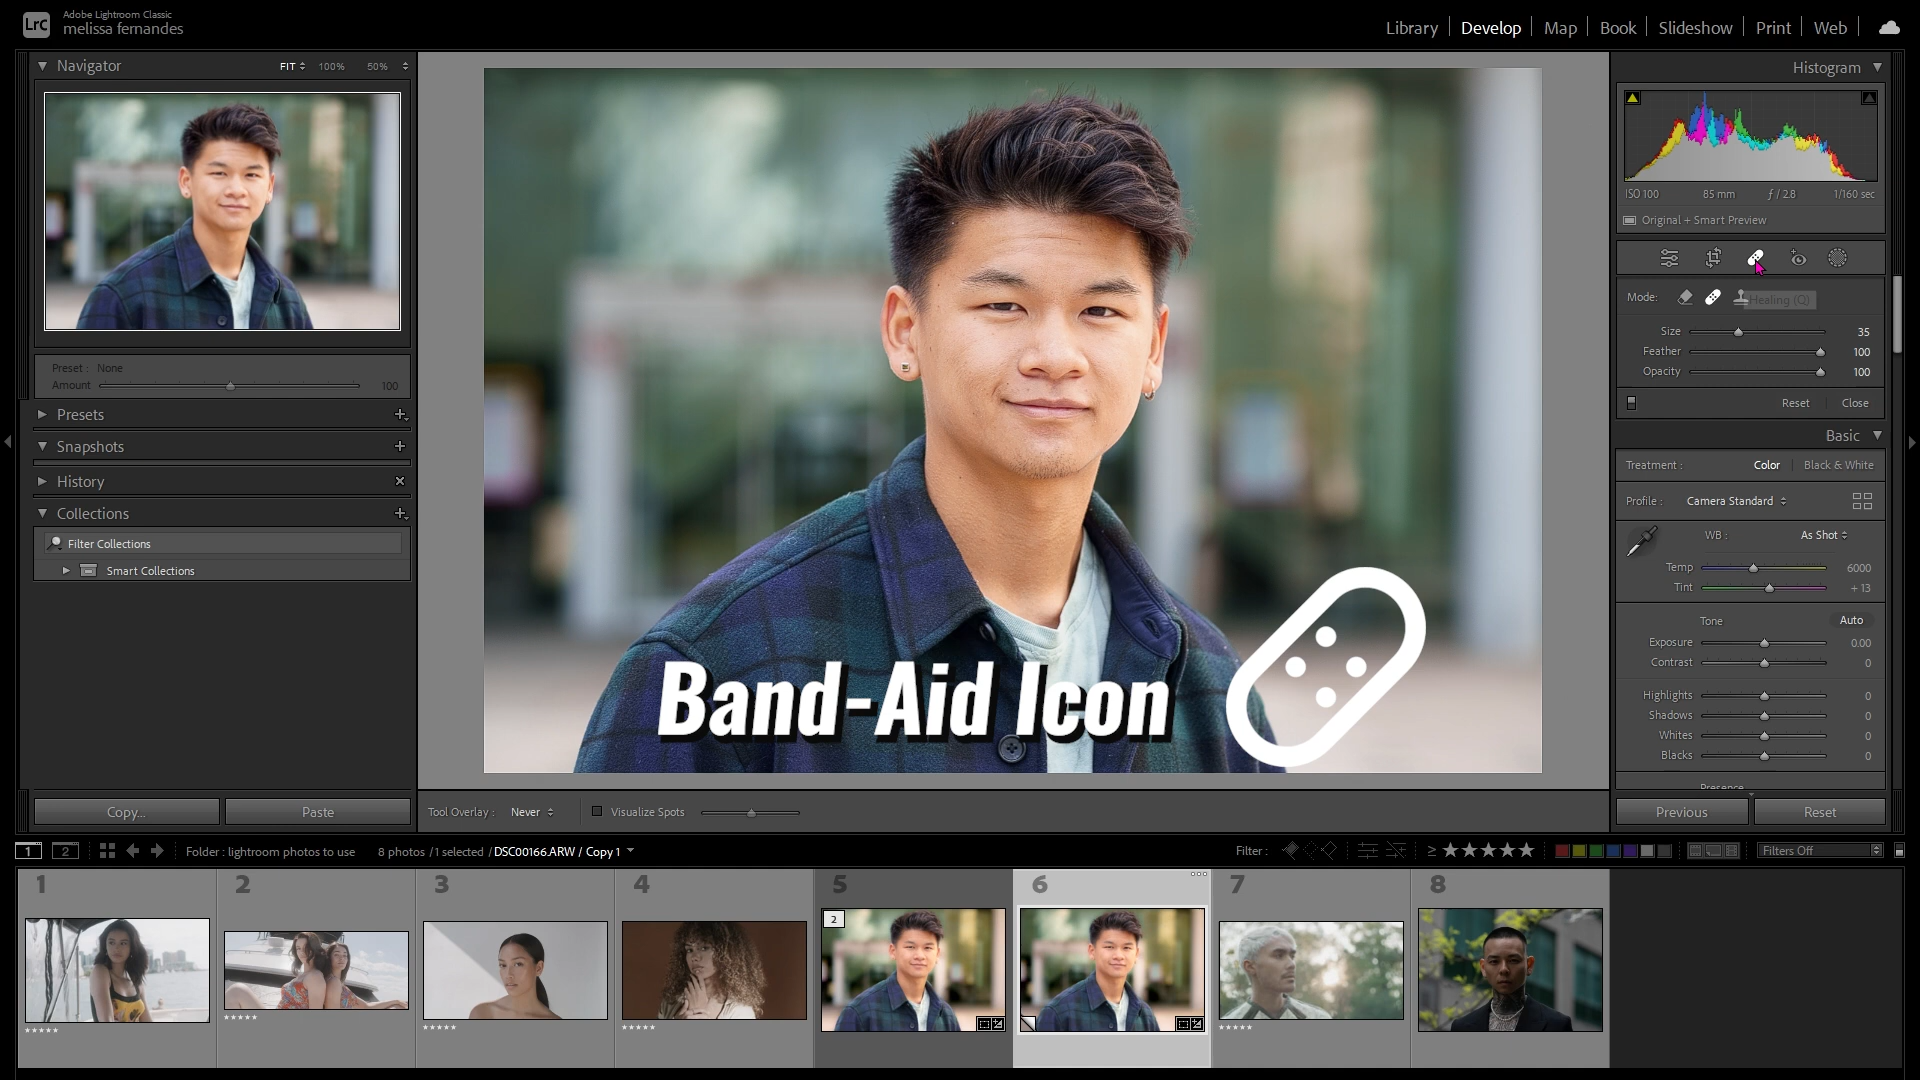 LrC
Adobe Lightroom Classic
melissa fernandes
Library
Develop
Map
Book
Slideshow
Print
Web
Navigator
FIT
100%
50%
Preset : None
Amount 100
Presets
Snapshots
History
Collections
Filter Collections
Smart Collections
Copy...
Paste
Band-Aid Icon
Tool Overlay : Never
Visualize Spots
Histogram
ISO 100
85 mm
ƒ / 2.8
1/160 sec
Original + Smart Preview
Mode:
Healing (Q)
Size 35
Feather 100
Opacity 100
Reset
Close
Basic
Treatment : Color Black & White
Profile : Camera Standard
WB : As Shot
Temp 6000
Tint + 13
Tone Auto
Exposure 0.00
Contrast 0
Highlights 0
Shadows 0
Whites 0
Blacks 0
Presence
Previous
Reset
1
2
Folder : lightroom photos to use
8 photos / 1 selected / DSC00166.ARW / Copy 1
Filter :
Filters Off
1
2
3
4
5
2
6
7
8